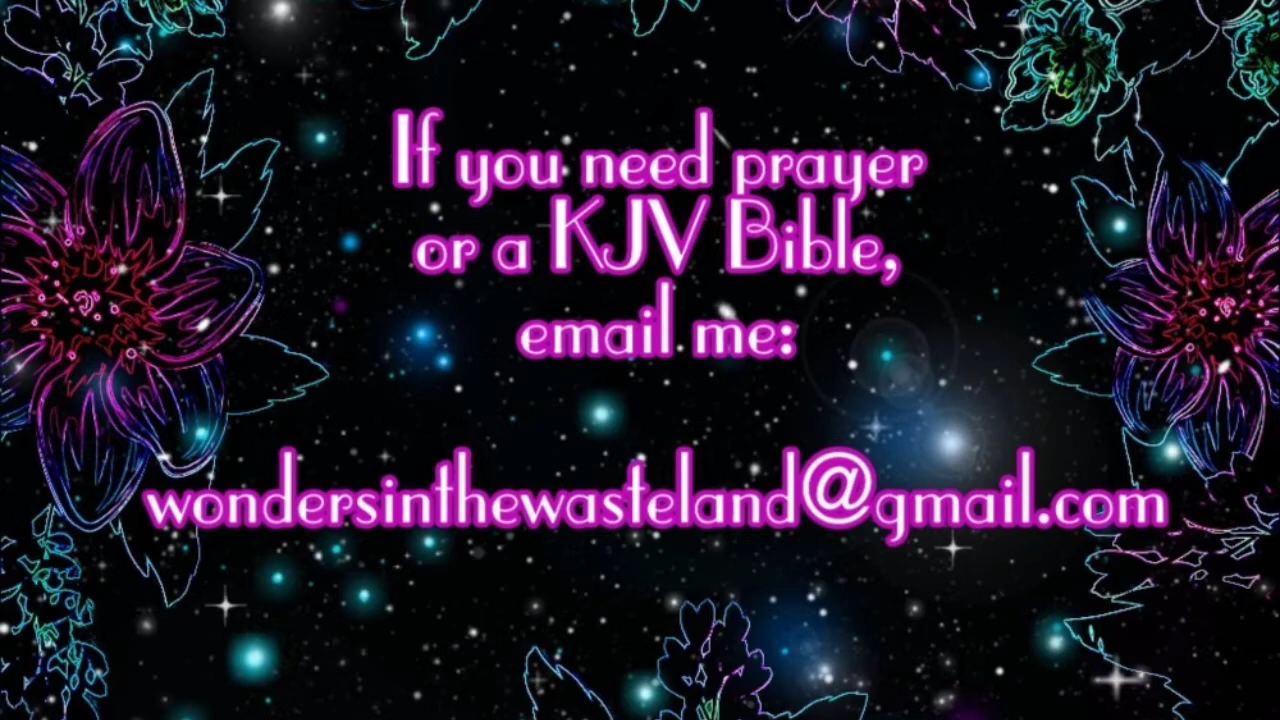 If you need prayer
or a KJV Bible,
email me:
wondersinthewasteland@gmail.com